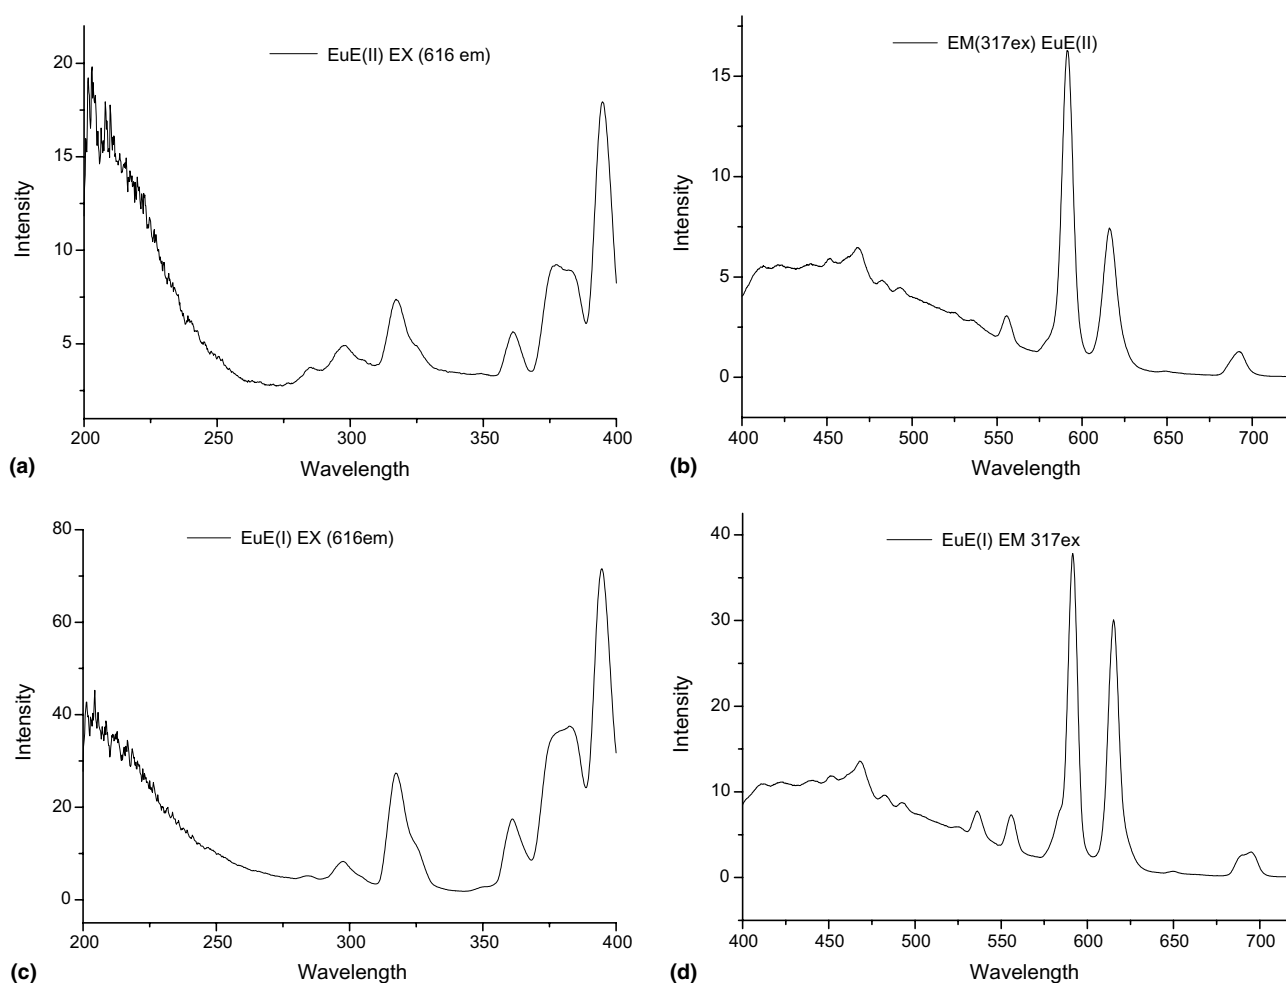 EuE(II) EX (616 em)
20
15
10
5
Intensity
200 250 300 350 400
Wavelength
(a)
EM(317ex) EuE(II)
15
10
5
0
Intensity
400 450 500 550 600 650 700
Wavelength
(b)
EuE(I) EX (616em)
80
60
40
20
0
Intensity
200 250 300 350 400
Wavelength
(c)
EuE(I) EM 317ex
40
30
20
10
0
Intensity
400 450 500 550 600 650 700
Wavelength
(d)